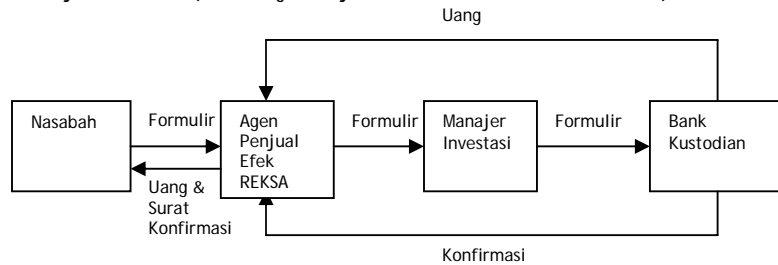 Uang
Nasabah
Formulir
Agen
Penjual
Efek
REKSA
Formulir
Manajer
Investasi
Formulir
Bank
Kustodian
Uang &
Surat
Konfirmasi
Konfirmasi